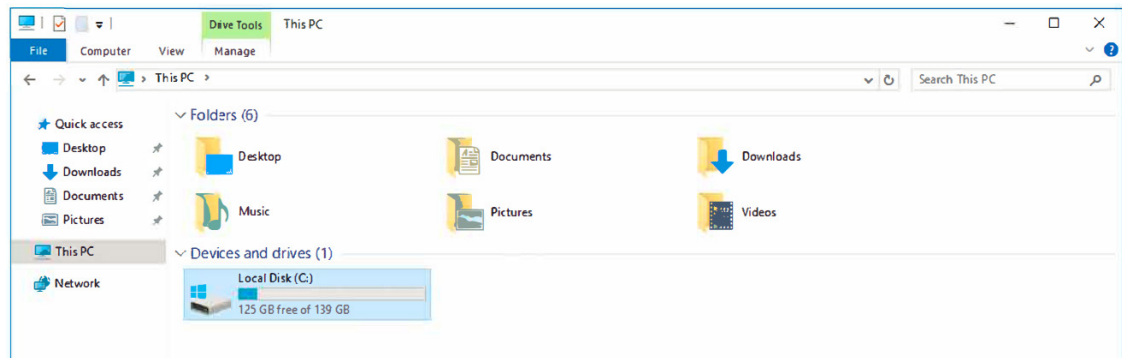 Drive Tools This PC
File Computer View Manage
This PC
Search This PC
Quick access
Desktop
Downloads
Documents
Pictures
This PC
Network
Folders (6)
Desktop Documents Downloads
Music Pictures Videos
Devices and drives (1)
Local Disk (C:)
125 GB free of 139 GB